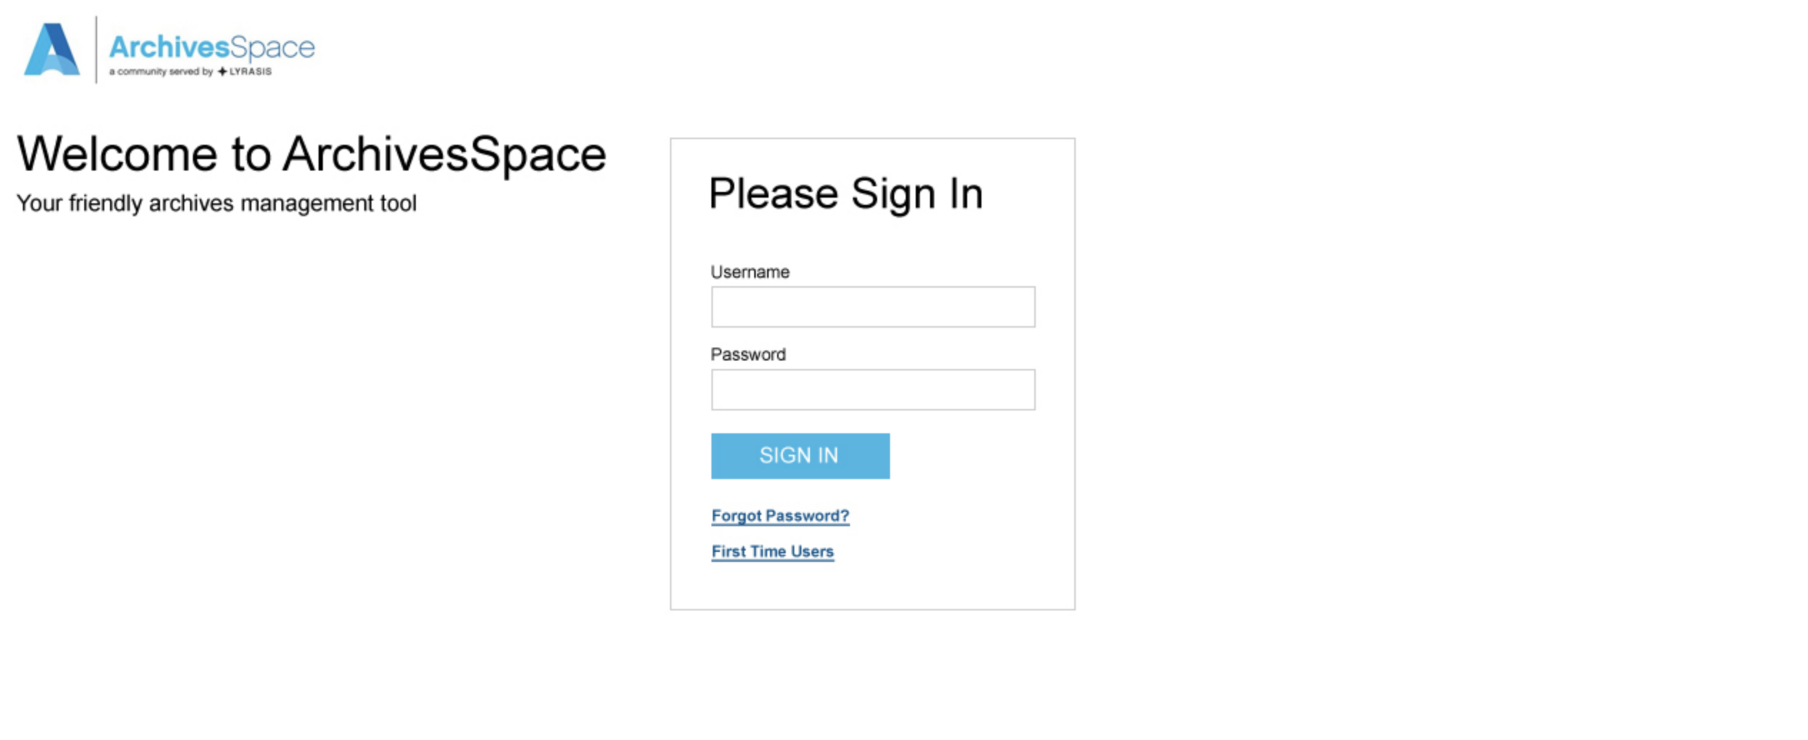 ArchivesSpace
a community served by LYRASIS
Welcome to ArchivesSpace
Your friendly archives management tool
Please Sign In
Username
Password
SIGN IN
Forgot Password?
First Time Users